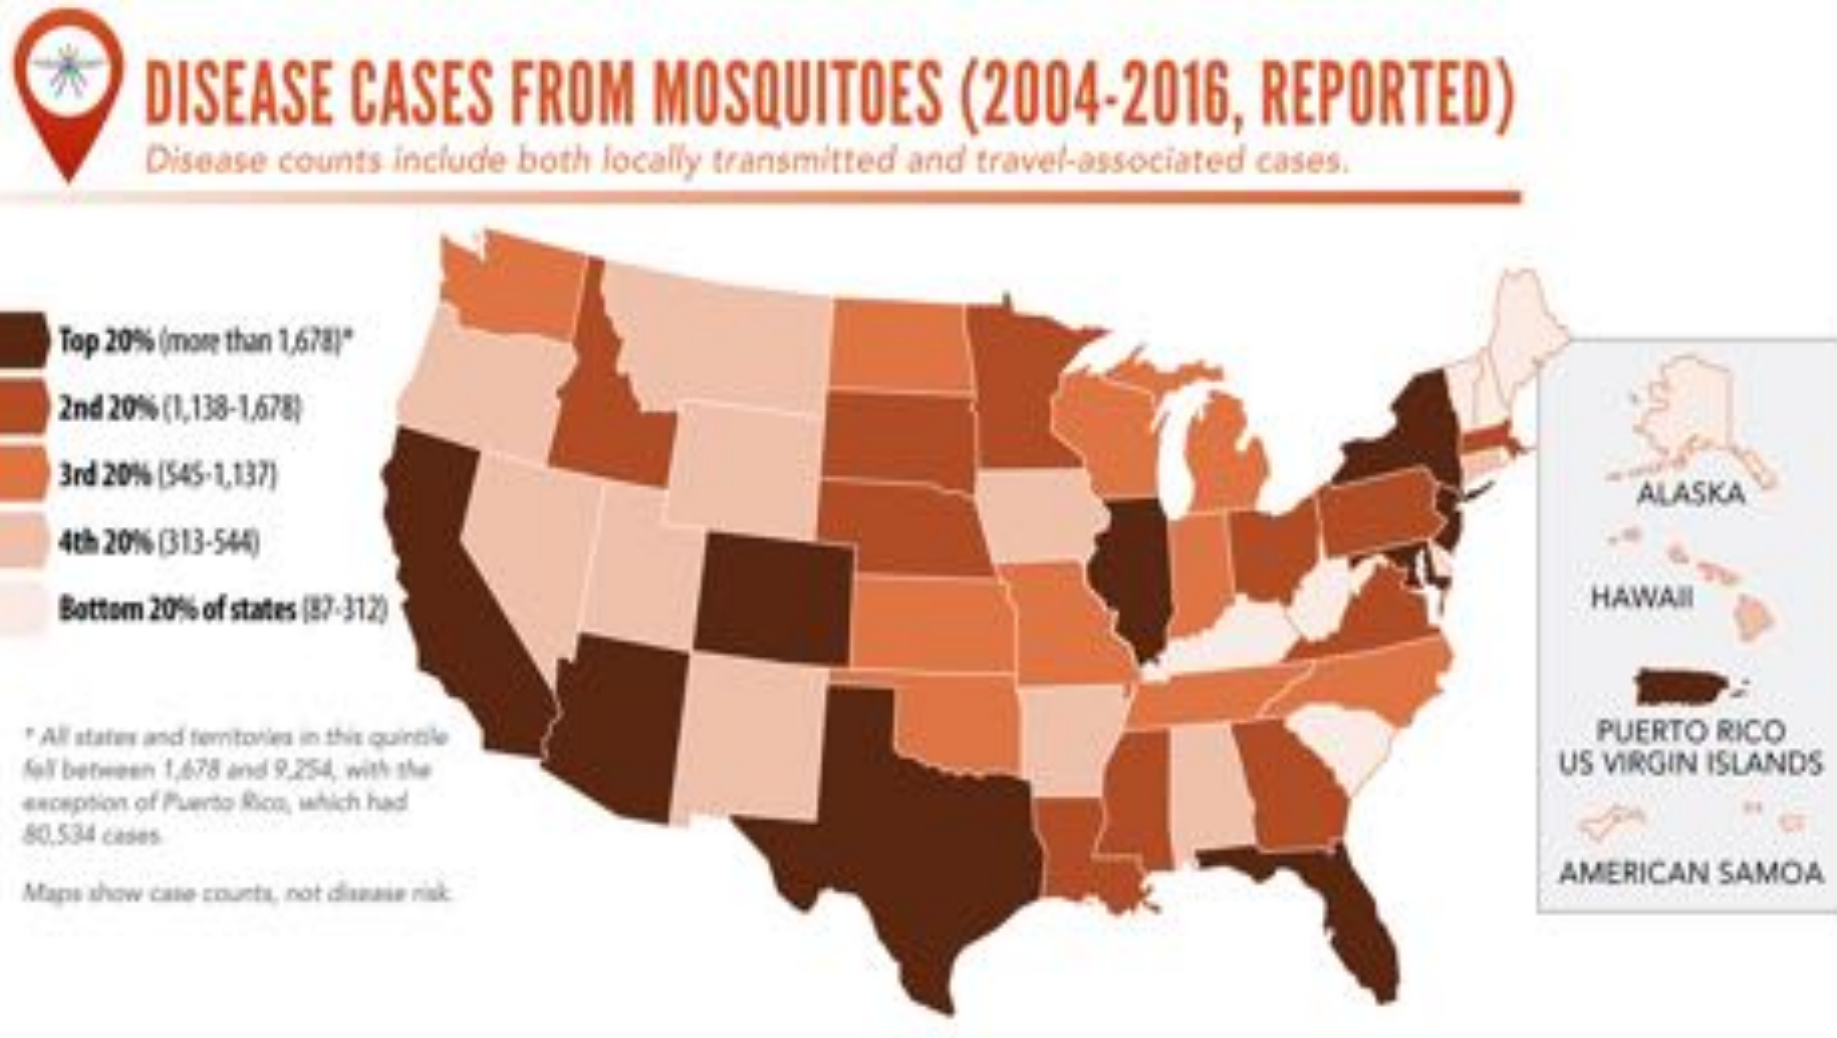 DISEASE CASES FROM MOSQUITOES (2004-2016, REPORTED)
Disease counts include both locally transmitted and travel-associated cases.
Top 20% (more than 1,678)*
2nd 20% (1,138-1,678)
3rd 20% (545-1,137)
4th 20% (313-544)
Bottom 20% of states (87-312)
* All states and territories in this quintile
fell between 1,678 and 9,254, with the
exception of Puerto Rico, which had
80,534 cases.
Maps show case counts, not disease risk.
ALASKA
HAWAII
PUERTO RICO
US VIRGIN ISLANDS
AMERICAN SAMOA